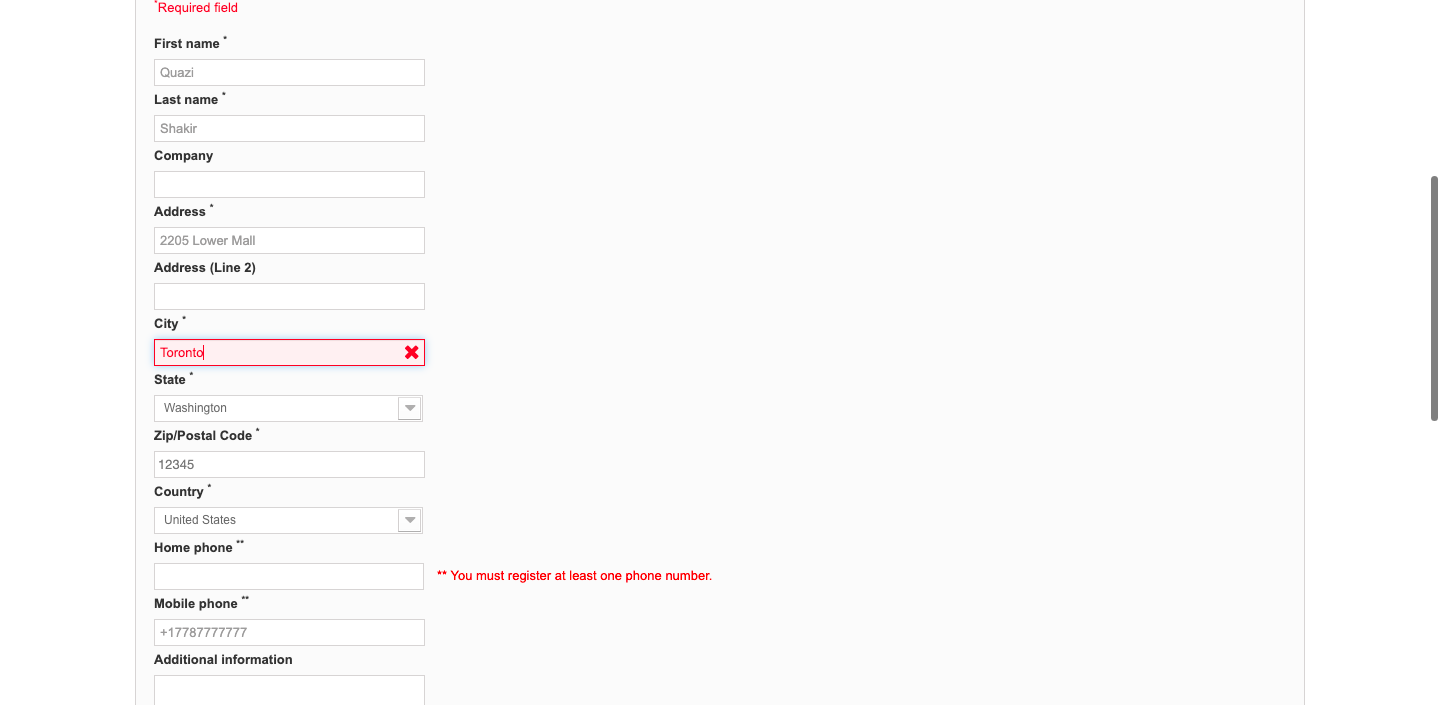 *Required field
First name *
Quazi
Last name *
Shakir
Company
Address *
2205 Lower Mall
Address (Line 2)
City *
Toronto
State *
Washington
Zip/Postal Code *
12345
Country *
United States
Home phone **
** You must register at least one phone number.
Mobile phone **
+17787777777
Additional information